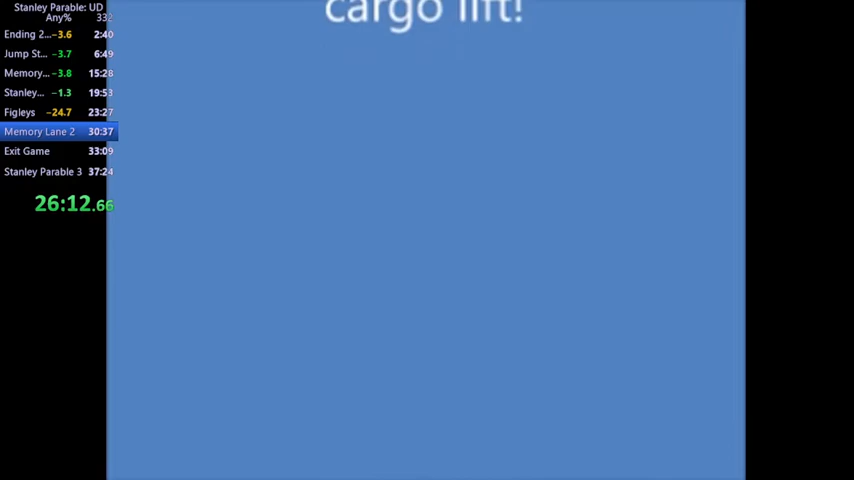 Stanley Parable: UD
Any% 332
Ending 2... -3.6 2:40
Jump St... -3.7 6:49
Memory... -3.8 15:28
Stanley... -1.3 19:53
Figleys -24.7 23:27
Memory Lane 2 30:37
Exit Game 33:09
Stanley Parable 3 37:24
26:12.66
cargo lift!